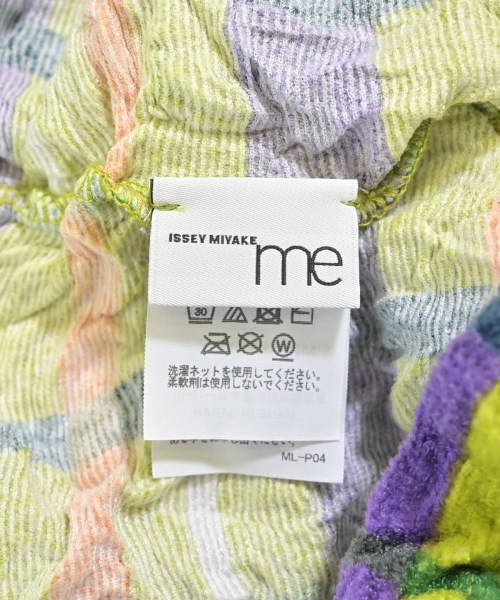 ISSEY MIYAKE
me
30
W
洗濯ネットを使用してください。
柔軟剤は使用しないでください。
ML-P04